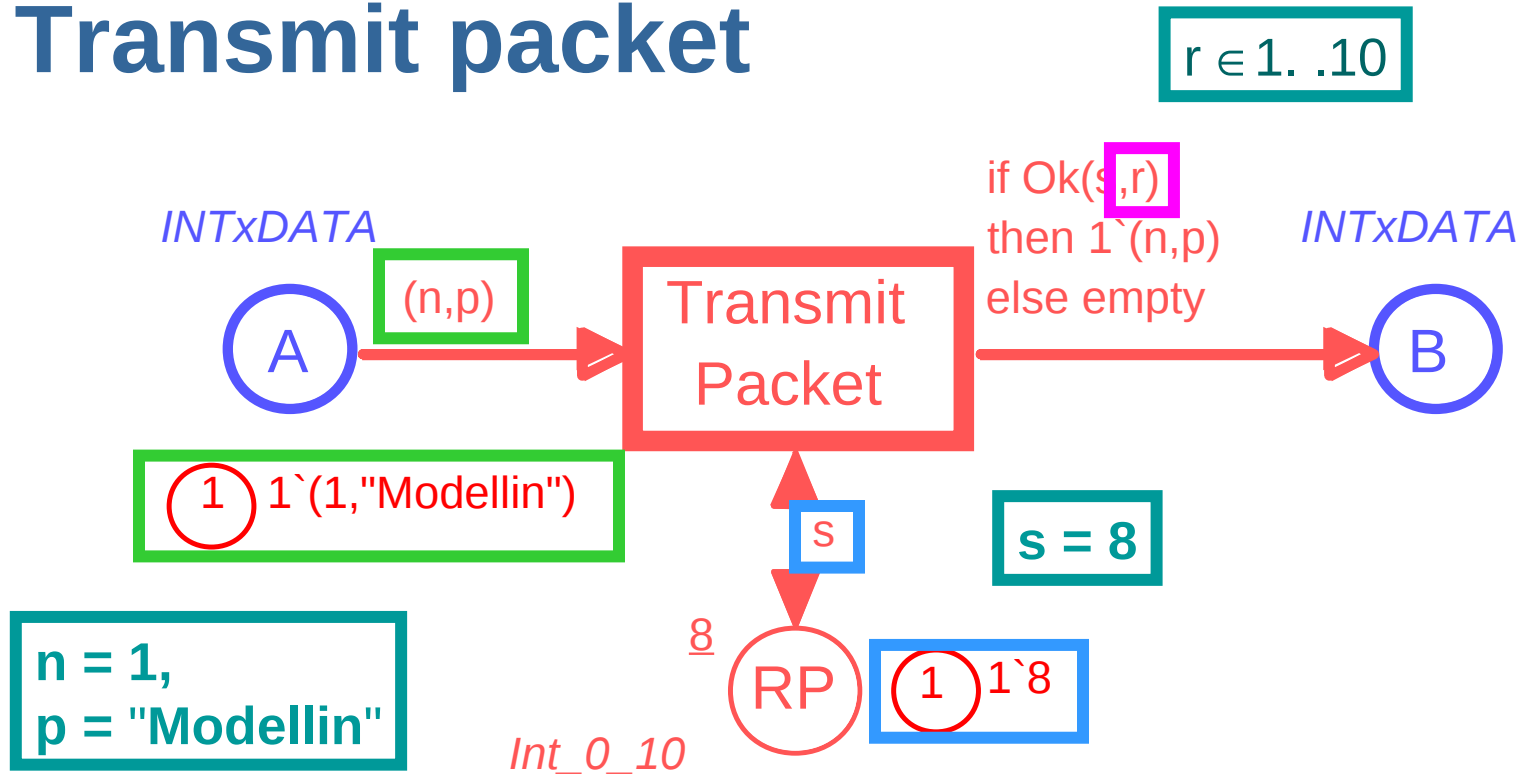 Transmit packet
r ∈ 1. .10
if Ok(s,r)
then 1`(n,p)
else empty
INTxDATA
INTxDATA
(n,p)
A
Transmit
Packet
B
1 1`(1,"Modellin")
s
s = 8
n = 1,
p = "Modellin"
8
RP
1 1`8
Int_0_10